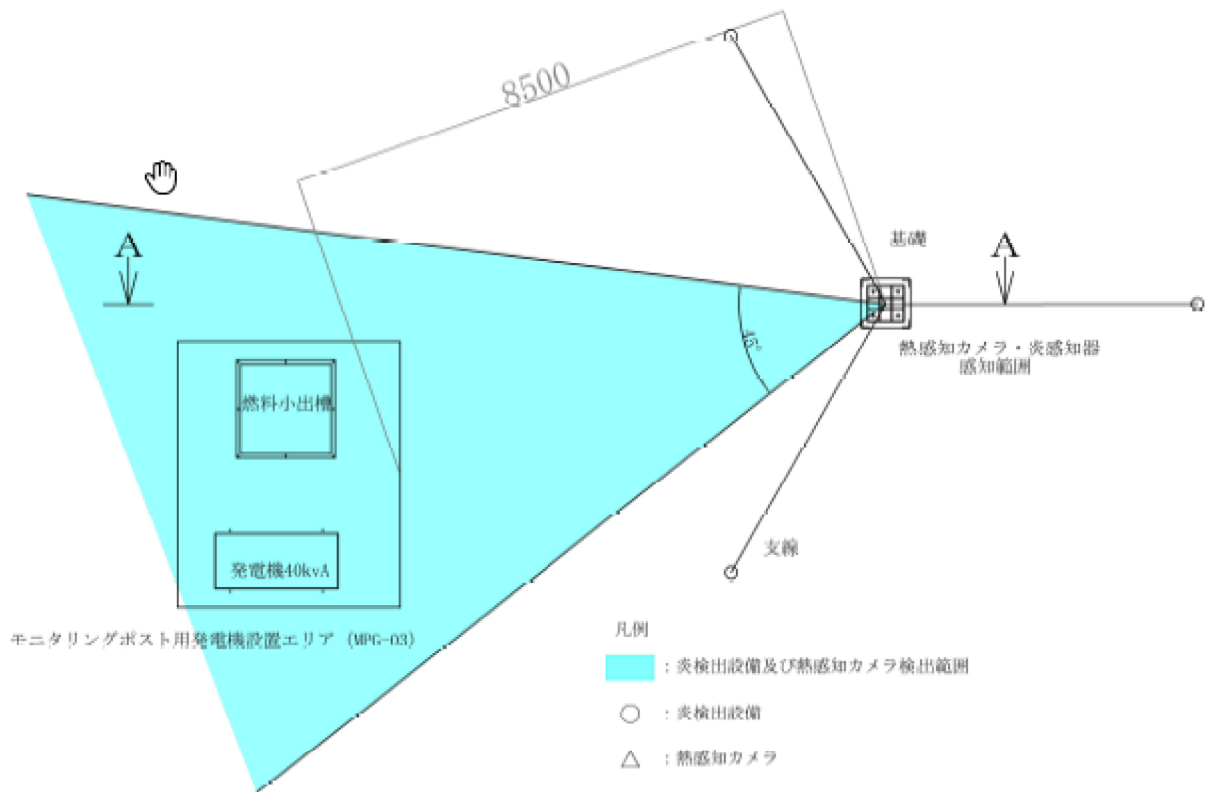 8500
A
基礎
A
45°
熱感知カメラ・炎感知器
感知範囲
燃料小出槽
発電機40kvA
支線
モニタリングポスト用発電機設置エリア (MPG-03)
凡例
:炎検出設備及び熱感知カメラ検出範囲
:炎検出設備
:熱感知カメラ